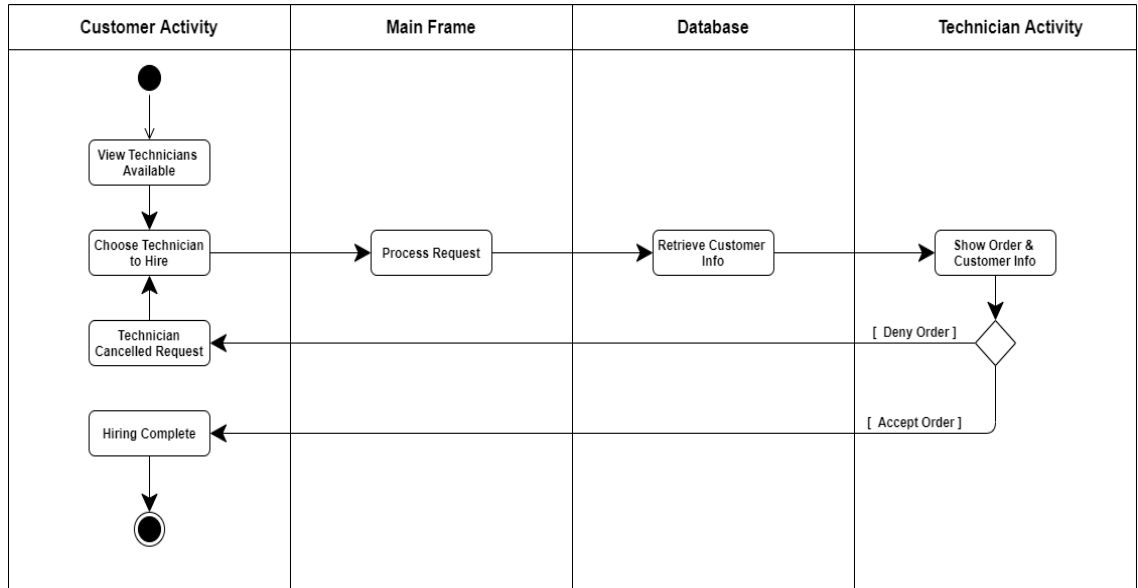 Customer Activity
Main Frame
Database
Technician Activity
View Technicians
Available
Choose Technician
to Hire
Process Request
Retrieve Customer
Info
Show Order &
Customer Info
Technician
Cancelled Request
[ Deny Order ]
Hiring Complete
[ Accept Order ]